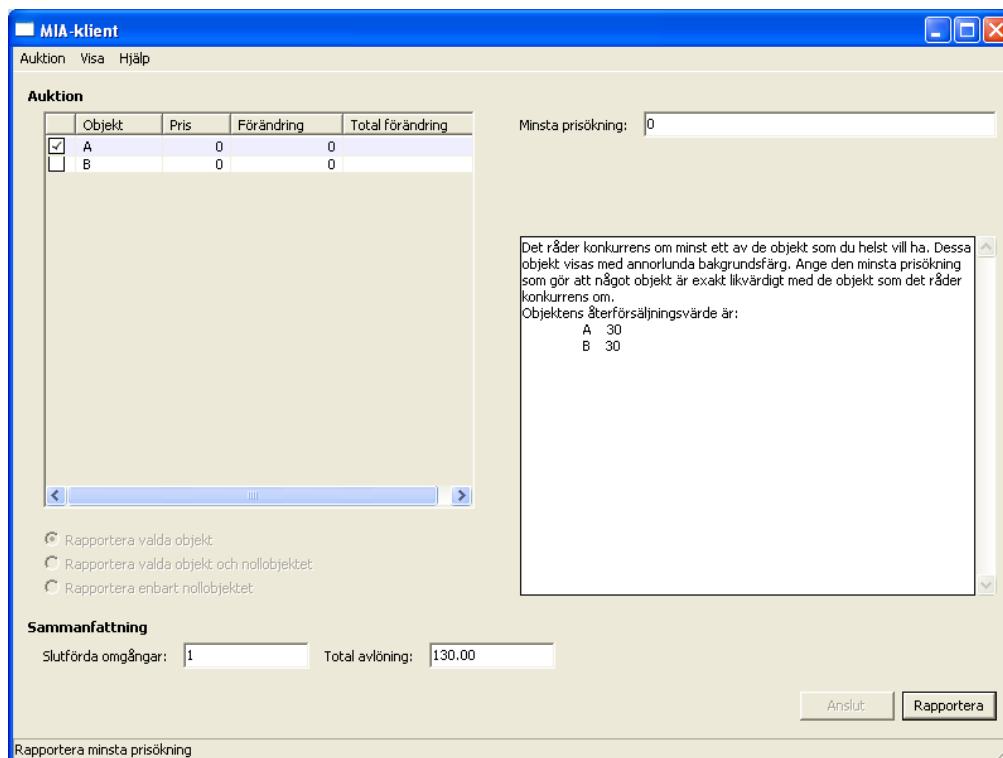 MIA-klient
Auktion Visa Hjälp
Auktion
Objekt Pris Förändring Total förändring
A 0 0
B 0 0
Minsta prisökning: 0
Det råder konkurrens om minst ett av de objekt som du helst vill ha. Dessa
objekt visas med annorlunda bakgrundsfärg. Ange den minsta prisökning
som gör att något objekt är exakt likvärdigt med de objekt som det råder
konkurrens om.
Objektens återförsäljningsvärde är:
A 30
B 30
Rapportera valda objekt
Rapportera valda objekt och nollobjektet
Rapportera enbart nollobjektet
Sammanfattning
Slutförda omgångar: 1 Total avlöning: 130.00
Anslut Rapportera
Rapportera minsta prisökning